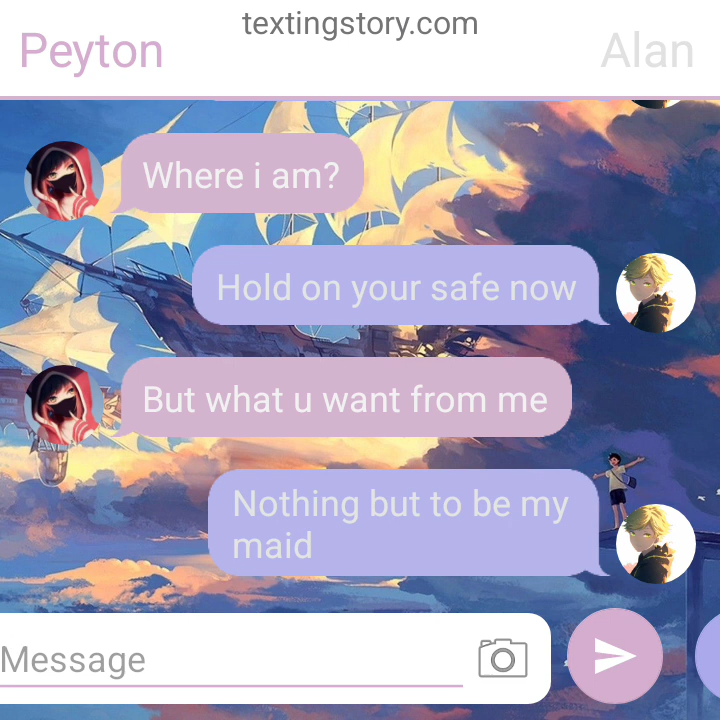 textingstory.com
Peyton
Alan
Where i am?
Hold on your safe now
But what u want from me
Nothing but to be my
maid
Message